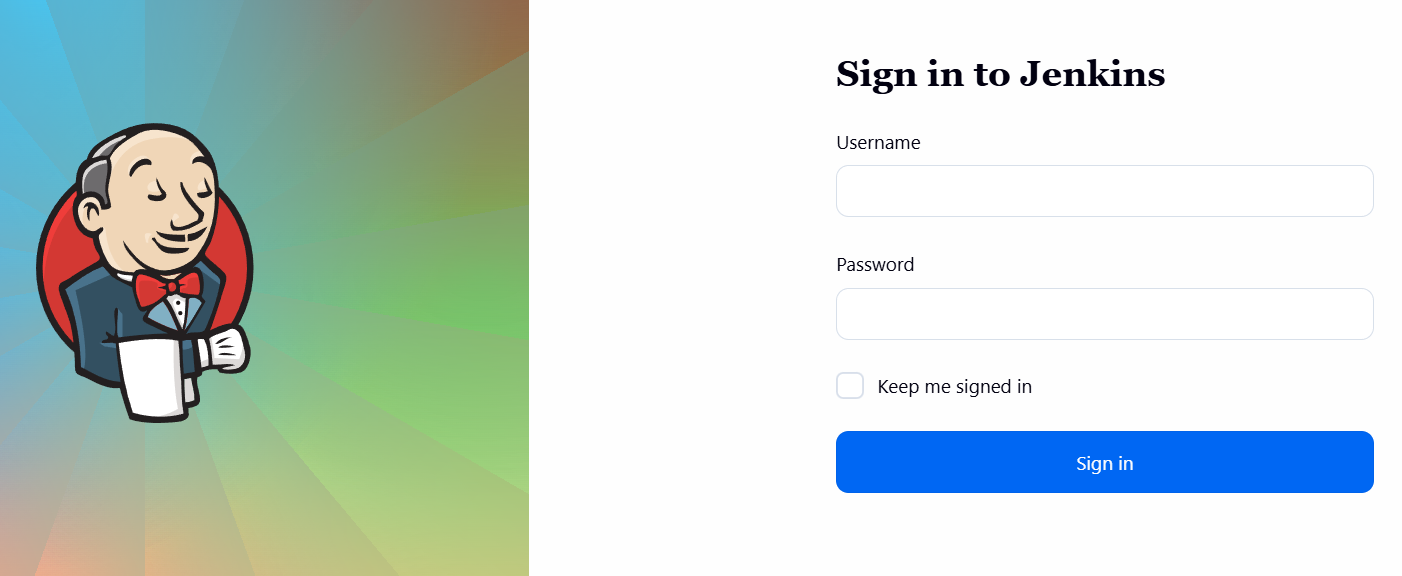 Sign in to Jenkins
Username
Password
Keep me signed in
Sign in